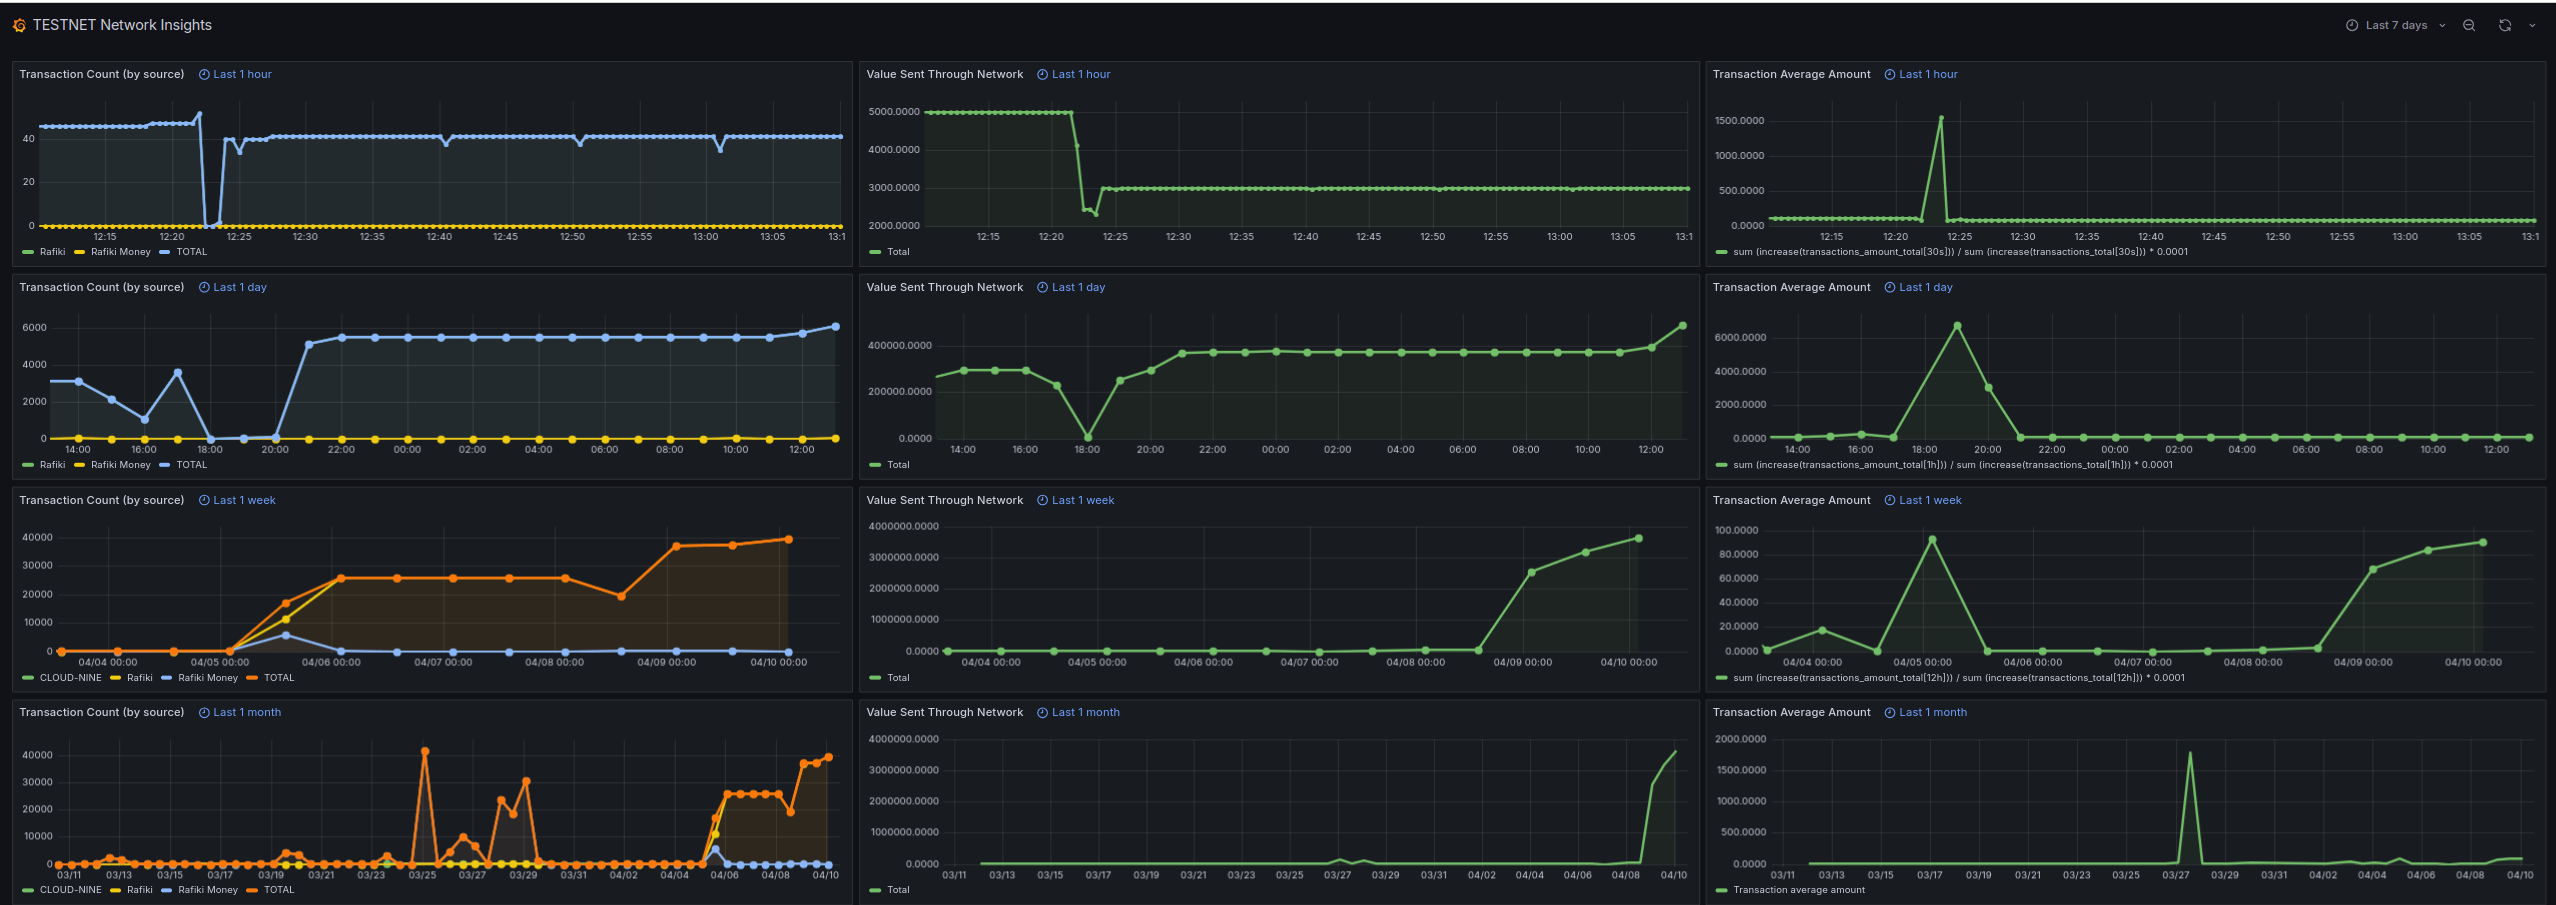 TESTNET Network Insights
Last 7 days
Transaction Count (by source) Last 1 hour
40
20
0
12:15 12:20 12:25 12:30 12:35 12:40 12:45 12:50 12:55 13:00 13:05 13:1
Rafiki Rafiki Money TOTAL
Value Sent Through Network Last 1 hour
5000.0000
4000.0000
3000.0000
2000.0000
12:15 12:20 12:25 12:30 12:35 12:40 12:45 12:50 12:55 13:00 13:05 13:1
Total
Transaction Average Amount Last 1 hour
1500.0000
1000.0000
500.0000
0.0000
12:15 12:20 12:25 12:30 12:35 12:40 12:45 12:50 12:55 13:00 13:05 13:1
sum (increase(transactions_amount_total[30s])) / sum (increase(transactions_total[30s])) * 0.0001
Transaction Count (by source) Last 1 day
6000
4000
2000
0
14:00 16:00 18:00 20:00 22:00 00:00 02:00 04:00 06:00 08:00 10:00 12:00
Rafiki Rafiki Money TOTAL
Value Sent Through Network Last 1 day
400000.0000
200000.0000
0.0000
14:00 16:00 18:00 20:00 22:00 00:00 02:00 04:00 06:00 08:00 10:00 12:00
Total
Transaction Average Amount Last 1 day
6000.0000
4000.0000
2000.0000
0.0000
14:00 16:00 18:00 20:00 22:00 00:00 02:00 04:00 06:00 08:00 10:00 12:00
sum (increase(transactions_amount_total[1h])) / sum (increase(transactions_total[1h])) * 0.0001
Transaction Count (by source) Last 1 week
40000
30000
20000
10000
0
04/04 00:00 04/05 00:00 04/06 00:00 04/07 00:00 04/08 00:00 04/09 00:00 04/10 00:00
CLOUD-NINE Rafiki Rafiki Money TOTAL
Value Sent Through Network Last 1 week
4000000.0000
3000000.0000
2000000.0000
1000000.0000
0.0000
04/04 00:00 04/05 00:00 04/06 00:00 04/07 00:00 04/08 00:00 04/09 00:00 04/10 00:00
Total
Transaction Average Amount Last 1 week
100.0000
80.0000
60.0000
40.0000
20.0000
0.0000
04/04 00:00 04/05 00:00 04/06 00:00 04/07 00:00 04/08 00:00 04/09 00:00 04/10 00:00
sum (increase(transactions_amount_total[12h])) / sum (increase(transactions_total[12h])) * 0.0001
Transaction Count (by source) Last 1 month
40000
30000
20000
10000
0
03/11 03/13 03/15 03/17 03/19 03/21 03/23 03/25 03/27 03/29 03/31 04/02 04/04 04/06 04/08 04/10
CLOUD-NINE Rafiki Rafiki Money TOTAL
Value Sent Through Network Last 1 month
4000000.0000
3000000.0000
2000000.0000
1000000.0000
0.0000
03/11 03/13 03/15 03/17 03/19 03/21 03/23 03/25 03/27 03/29 03/31 04/02 04/04 04/06 04/08 04/10
Total
Transaction Average Amount Last 1 month
2000.0000
1500.0000
1000.0000
500.0000
0.0000
03/11 03/13 03/15 03/17 03/19 03/21 03/23 03/25 03/27 03/29 03/31 04/02 04/04 04/06 04/08 04/10
Transaction average amount